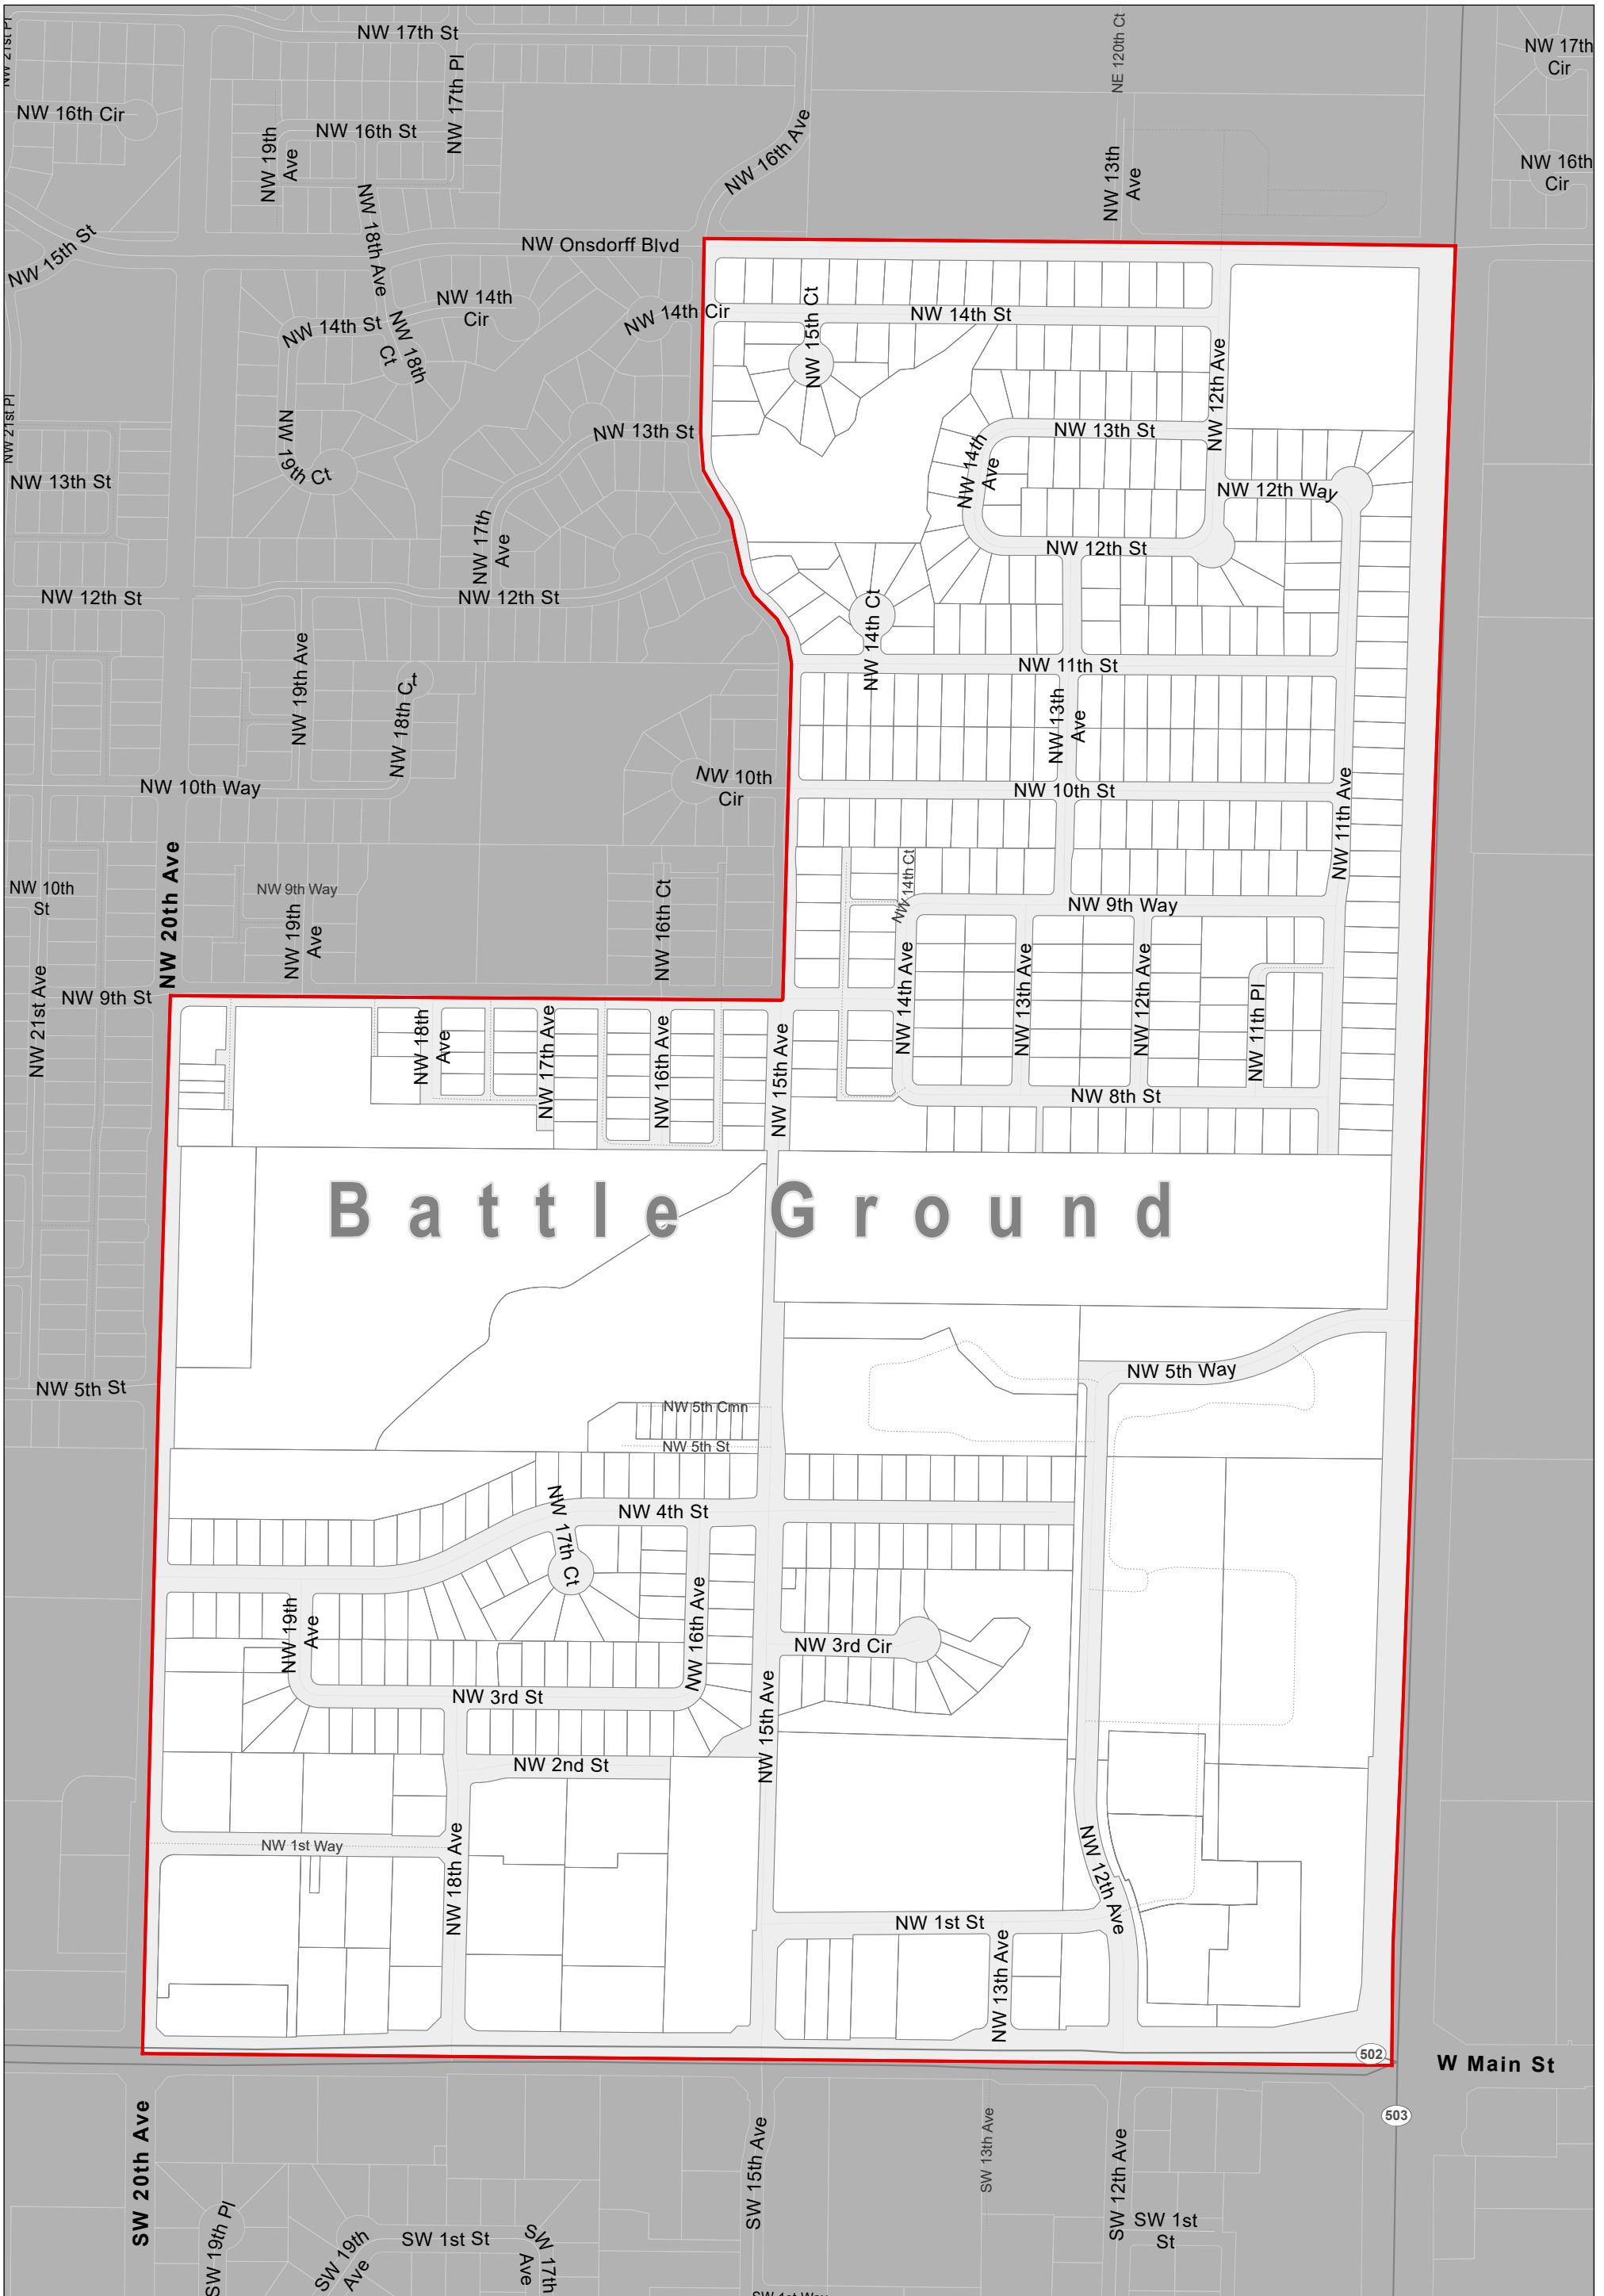 NW 21st Pl
NW 17th St
NW 17th Pl
NE 120th Ct
NW 17th
Cir
NW 16th Cir
NW 19th
Ave
NW 16th St
NW 16th Ave
NW 13th
Ave
NW 16th
Cir
NW 15th St
NW 18th Ave
NW Onsdorff Blvd
NW 14th St
NW 14th
Cir
NW 18th
Ct
NW 14th Cir
NW 15th Ct
NW 14th St
NW 12th Ave
NW 21st Pl
NW 19th Ct
NW 13th St
NW 13th St
NW 14th
Ave
NW 13th St
NW 17th
Ave
NW 12th Way
NW 12th St
NW 12th St
NW 12th St
NW 14th Ct
NW 19th Ave
NW 18th Ct
NW 11th St
NW 13th
Ave
NW 10th Way
NW 10th
Cir
NW 10th St
NW 11th Ave
NW 20th Ave
NW 10th
St
NW 9th Way
NW 19th
Ave
NW 16th Ct
NW 14th Ct
NW 9th Way
NW 21st Ave
NW 9th St
NW 18th
Ave
NW 17th Ave
NW 16th Ave
NW 15th Ave
NW 14th Ave
NW 13th Ave
NW 12th Ave
NW 11th Pl
NW 8th St
Battle Ground
NW 5th St
NW 5th Way
NW 5th Cmn
NW 5th St
NW 4th St
NW 17th Ct
NW 19th
Ave
NW 16th Ave
NW 3rd Cir
NW 3rd St
NW 15th Ave
NW 2nd St
NW 1st Way
NW 18th Ave
NW 12th Ave
NW 1st St
NW 13th Ave
502
W Main St
503
SW 20th Ave
SW 15th Ave
SW 13th Ave
SW 12th Ave
SW 19th Pl
SW 19th
Ave
SW 1st St
SW 17th
Ave
SW 1st
St
SW 1st Way